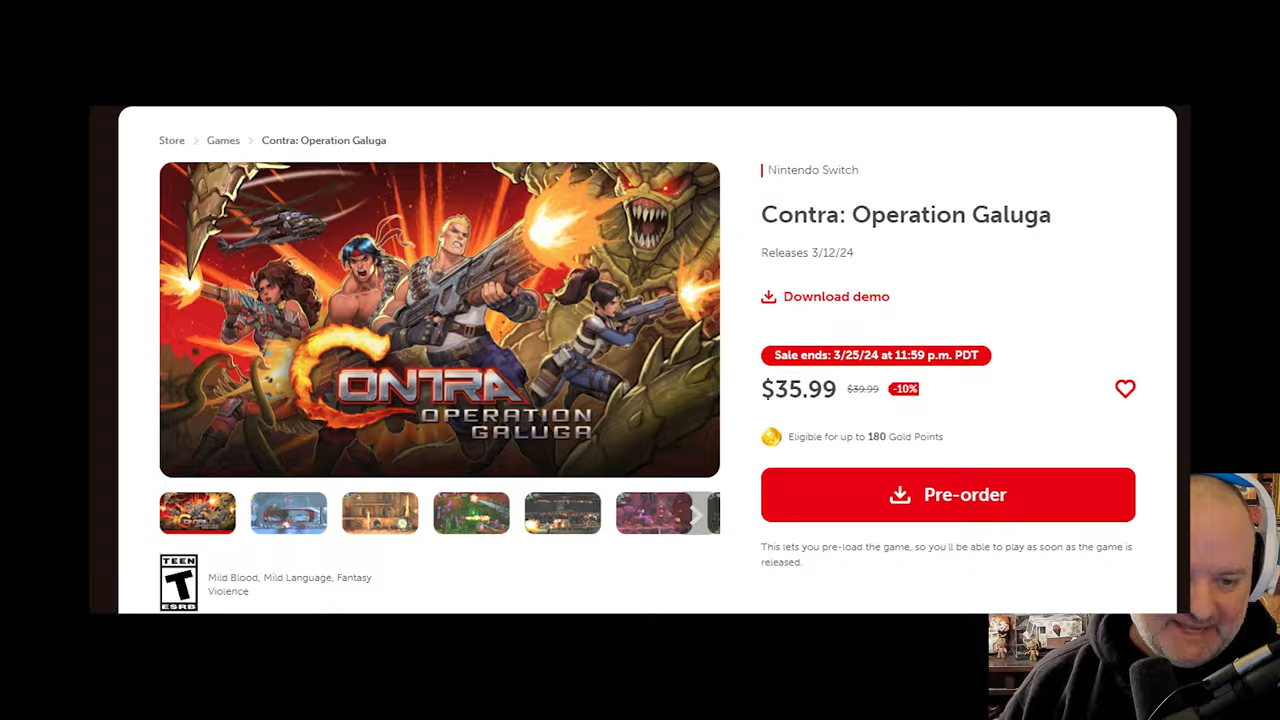 Store > Games > Contra: Operation Galuga
Nintendo Switch
Contra: Operation Galuga
Releases 3/12/24
Download demo
Sale ends: 3/25/24 at 11:59 p.m. PDT
$35.99 $39.99 -10%
Eligible for up to 180 Gold Points
Pre-order
This lets you pre-load the game, so you'll be able to play as soon as the game is
released.
CONTRA
OPERATION
GALUGA
TEEN
T
ESRB
Mild Blood, Mild Language, Fantasy
Violence